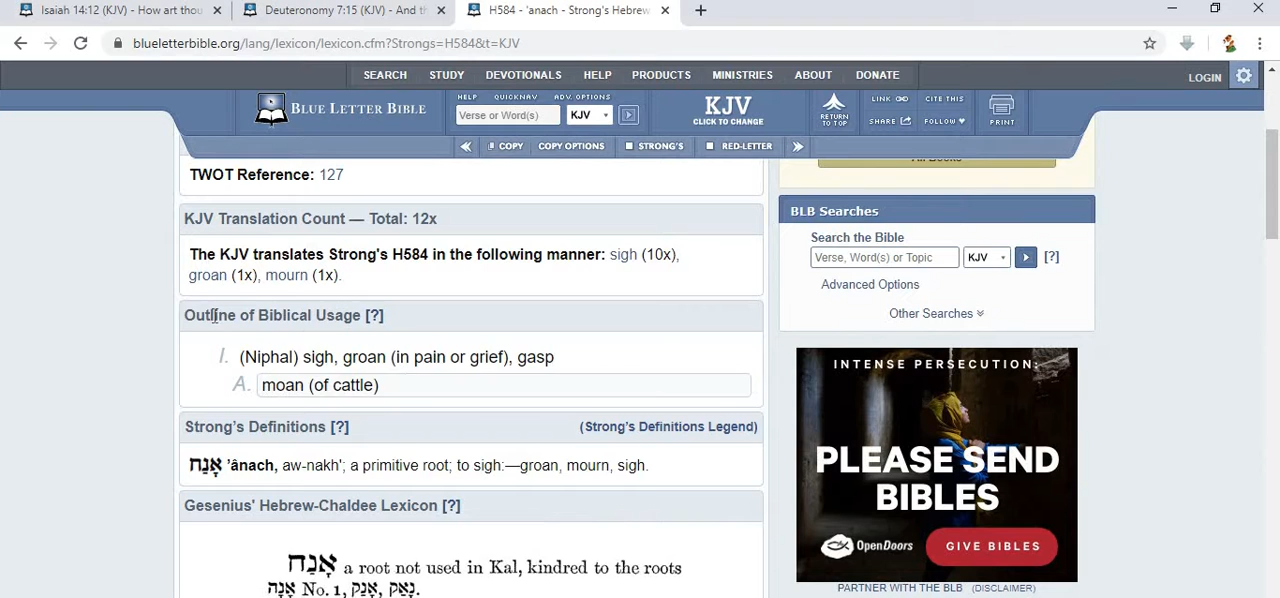 Isaiah 14:12 (KJV) - How art thou
Deuteronomy 7:15 (KJV) - And th
H584 - 'anach - Strong's Hebrew
blueletterbible.org/lang/lexicon/lexicon.cfm?Strongs=H584&t=KJV
SEARCH STUDY DEVOTIONALS HELP PRODUCTS MINISTRIES ABOUT DONATE
LOGIN
BLUE LETTER BIBLE
HELP QUICKNAV ADV. OPTIONS
Verse or Word(s) KJV
KJV
CLICK TO CHANGE
RETURN
TO TOP
LINK CITE THIS
SHARE FOLLOW
PRINT
COPY COPY OPTIONS STRONG'S RED-LETTER
TWOT Reference: 127
KJV Translation Count — Total: 12x
The KJV translates Strong's H584 in the following manner: sigh (10x),
groan (1x), mourn (1x).
Outline of Biblical Usage [?]
I. (Niphal) sigh, groan (in pain or grief), gasp
A. moan (of cattle)
Strong's Definitions [?] (Strong's Definitions Legend)
אָנַח 'ânach, aw-nakh'; a primitive root; to sigh:—groan, mourn, sigh.
Gesenius' Hebrew-Chaldee Lexicon [?]
אָנַח a root not used in Kal, kindred to the roots
אָנָה No. 1, אָנַק, נָאַק.
All Books
BLB Searches
Search the Bible
Verse, Word(s) or Topic KJV [?]
Advanced Options
Other Searches
INTENSE PERSECUTION:
PLEASE SEND
BIBLES
OpenDoors GIVE BIBLES
PARTNER WITH THE BLB (DISCLAIMER)